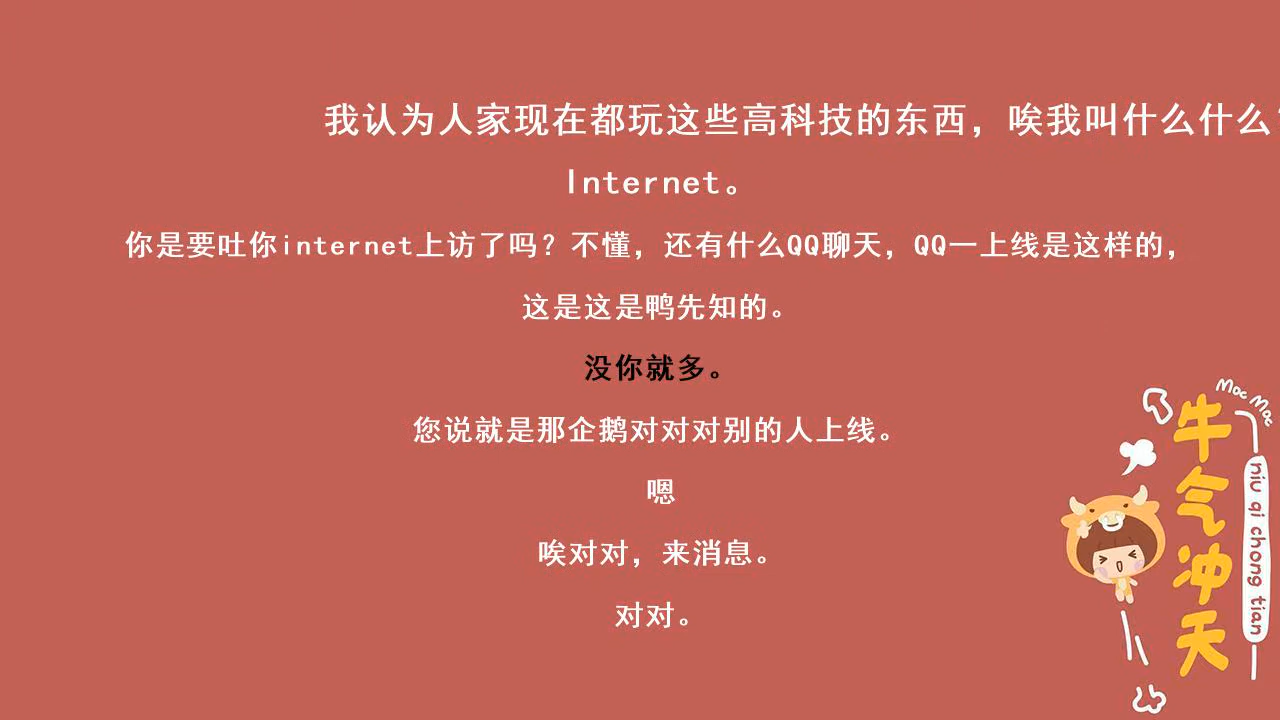 我认为人家现在都玩这些高科技的东西，唉我叫什么什么
Internet。
你是要吐你internet上访了吗？不懂，还有什么QQ聊天，QQ一上线是这样的，
这是这是鸭先知的。
没你就多。
您说就是那企鹅对对对别的人上线。
嗯
唉对对，来消息。
对对。
Moc Moc
牛气冲天
niu qi chong tian